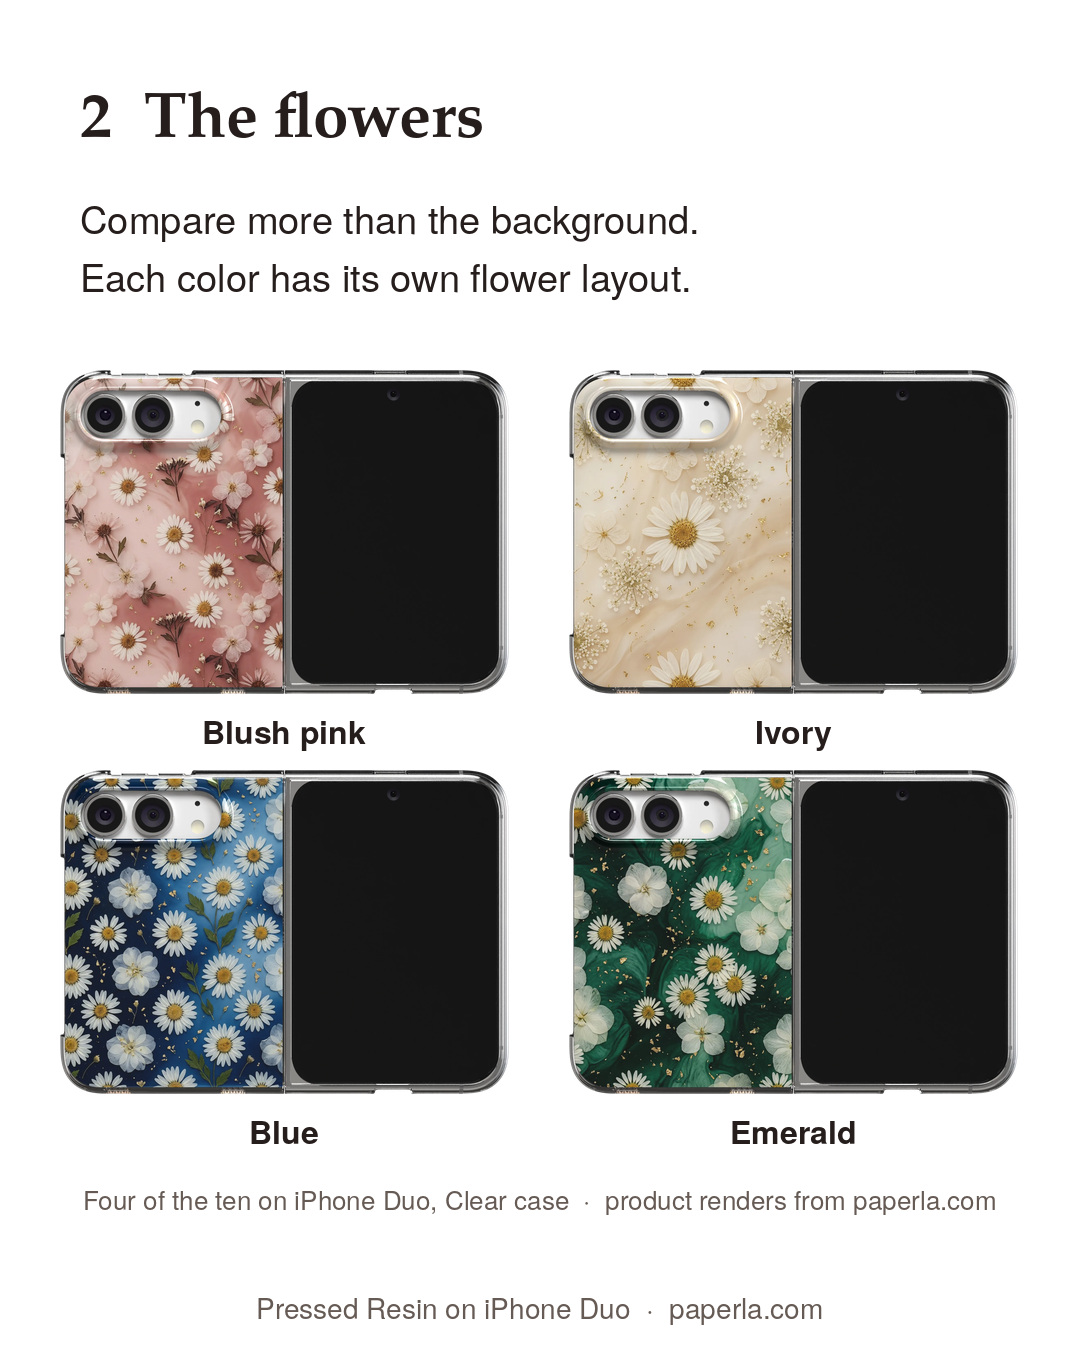 2 The flowers
Compare more than the background.
Each color has its own flower layout.
Blush pink
Ivory
Blue
Emerald
Four of the ten on iPhone Duo, Clear case · product renders from paperla.com
Pressed Resin on iPhone Duo · paperla.com